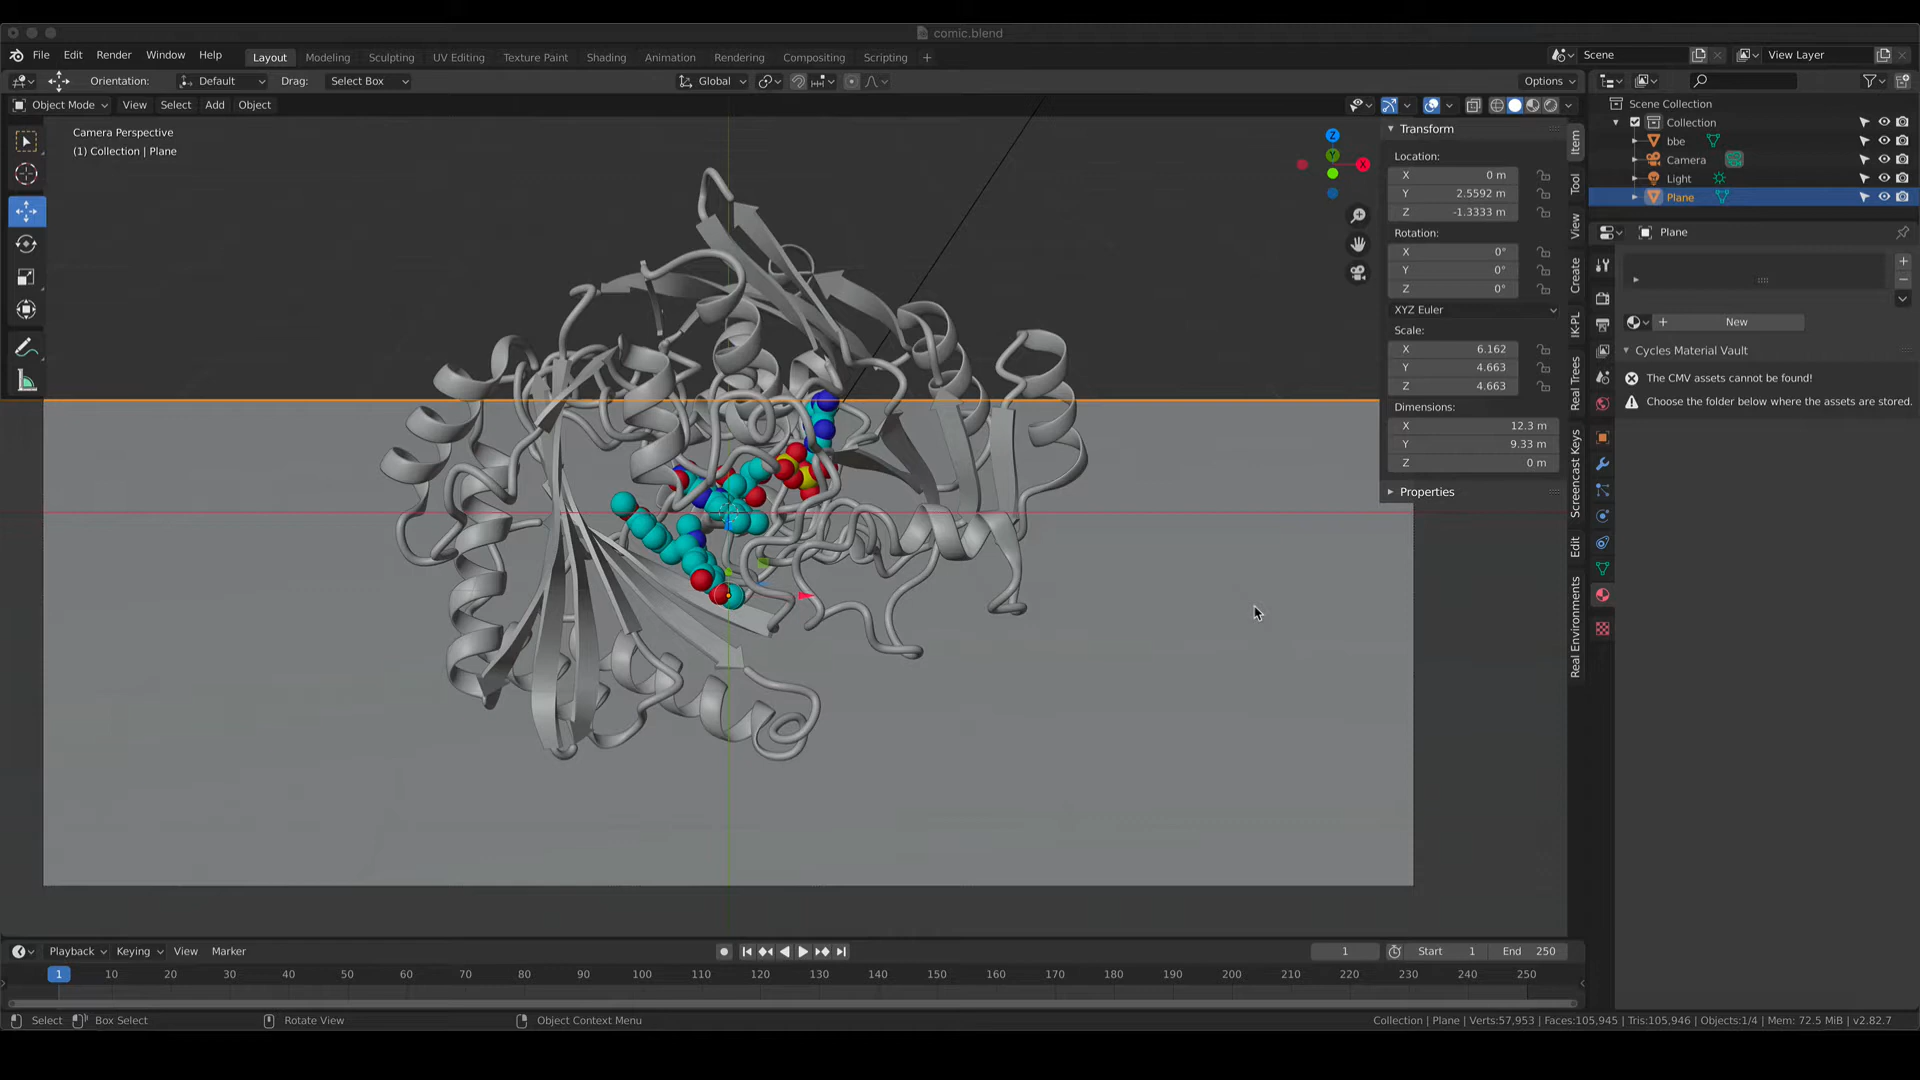 comic.blend
File Edit Render Window Help Layout Modeling Sculpting UV Editing Texture Paint Shading Animation Rendering Compositing Scripting + Scene View Layer
Orientation: Default Drag: Select Box Global Options
Object Mode View Select Add Object
Camera Perspective
(1) Collection | Plane
Z
Y
X
Transform
Location:
X 0 m
Y 2.5592 m
Z -1.3333 m
Rotation:
X 0°
Y 0°
Z 0°
XYZ Euler
Scale:
X 6.162
Y 4.663
Z 4.663
Dimensions:
X 12.3 m
Y 9.33 m
Z 0 m
Properties
Item
Tool
View
Create
IK-PL
Real Trees
Screencast Keys
Edit
Real Environments
Scene Collection
Collection
bbe
Camera
Light
Plane
Plane
+ New
Cycles Material Vault
The CMV assets cannot be found!
Choose the folder below where the assets are stored.
Playback Keying View Marker 1 Start 1 End 250
1 10 20 30 40 50 60 70 80 90 100 110 120 130 140 150 160 170 180 190 200 210 220 230 240 250
Select Box Select Rotate View Object Context Menu Collection | Plane | Verts:57,953 | Faces:105,945 | Tris:105,946 | Objects:1/4 | Mem: 72.5 MiB | v2.82.7